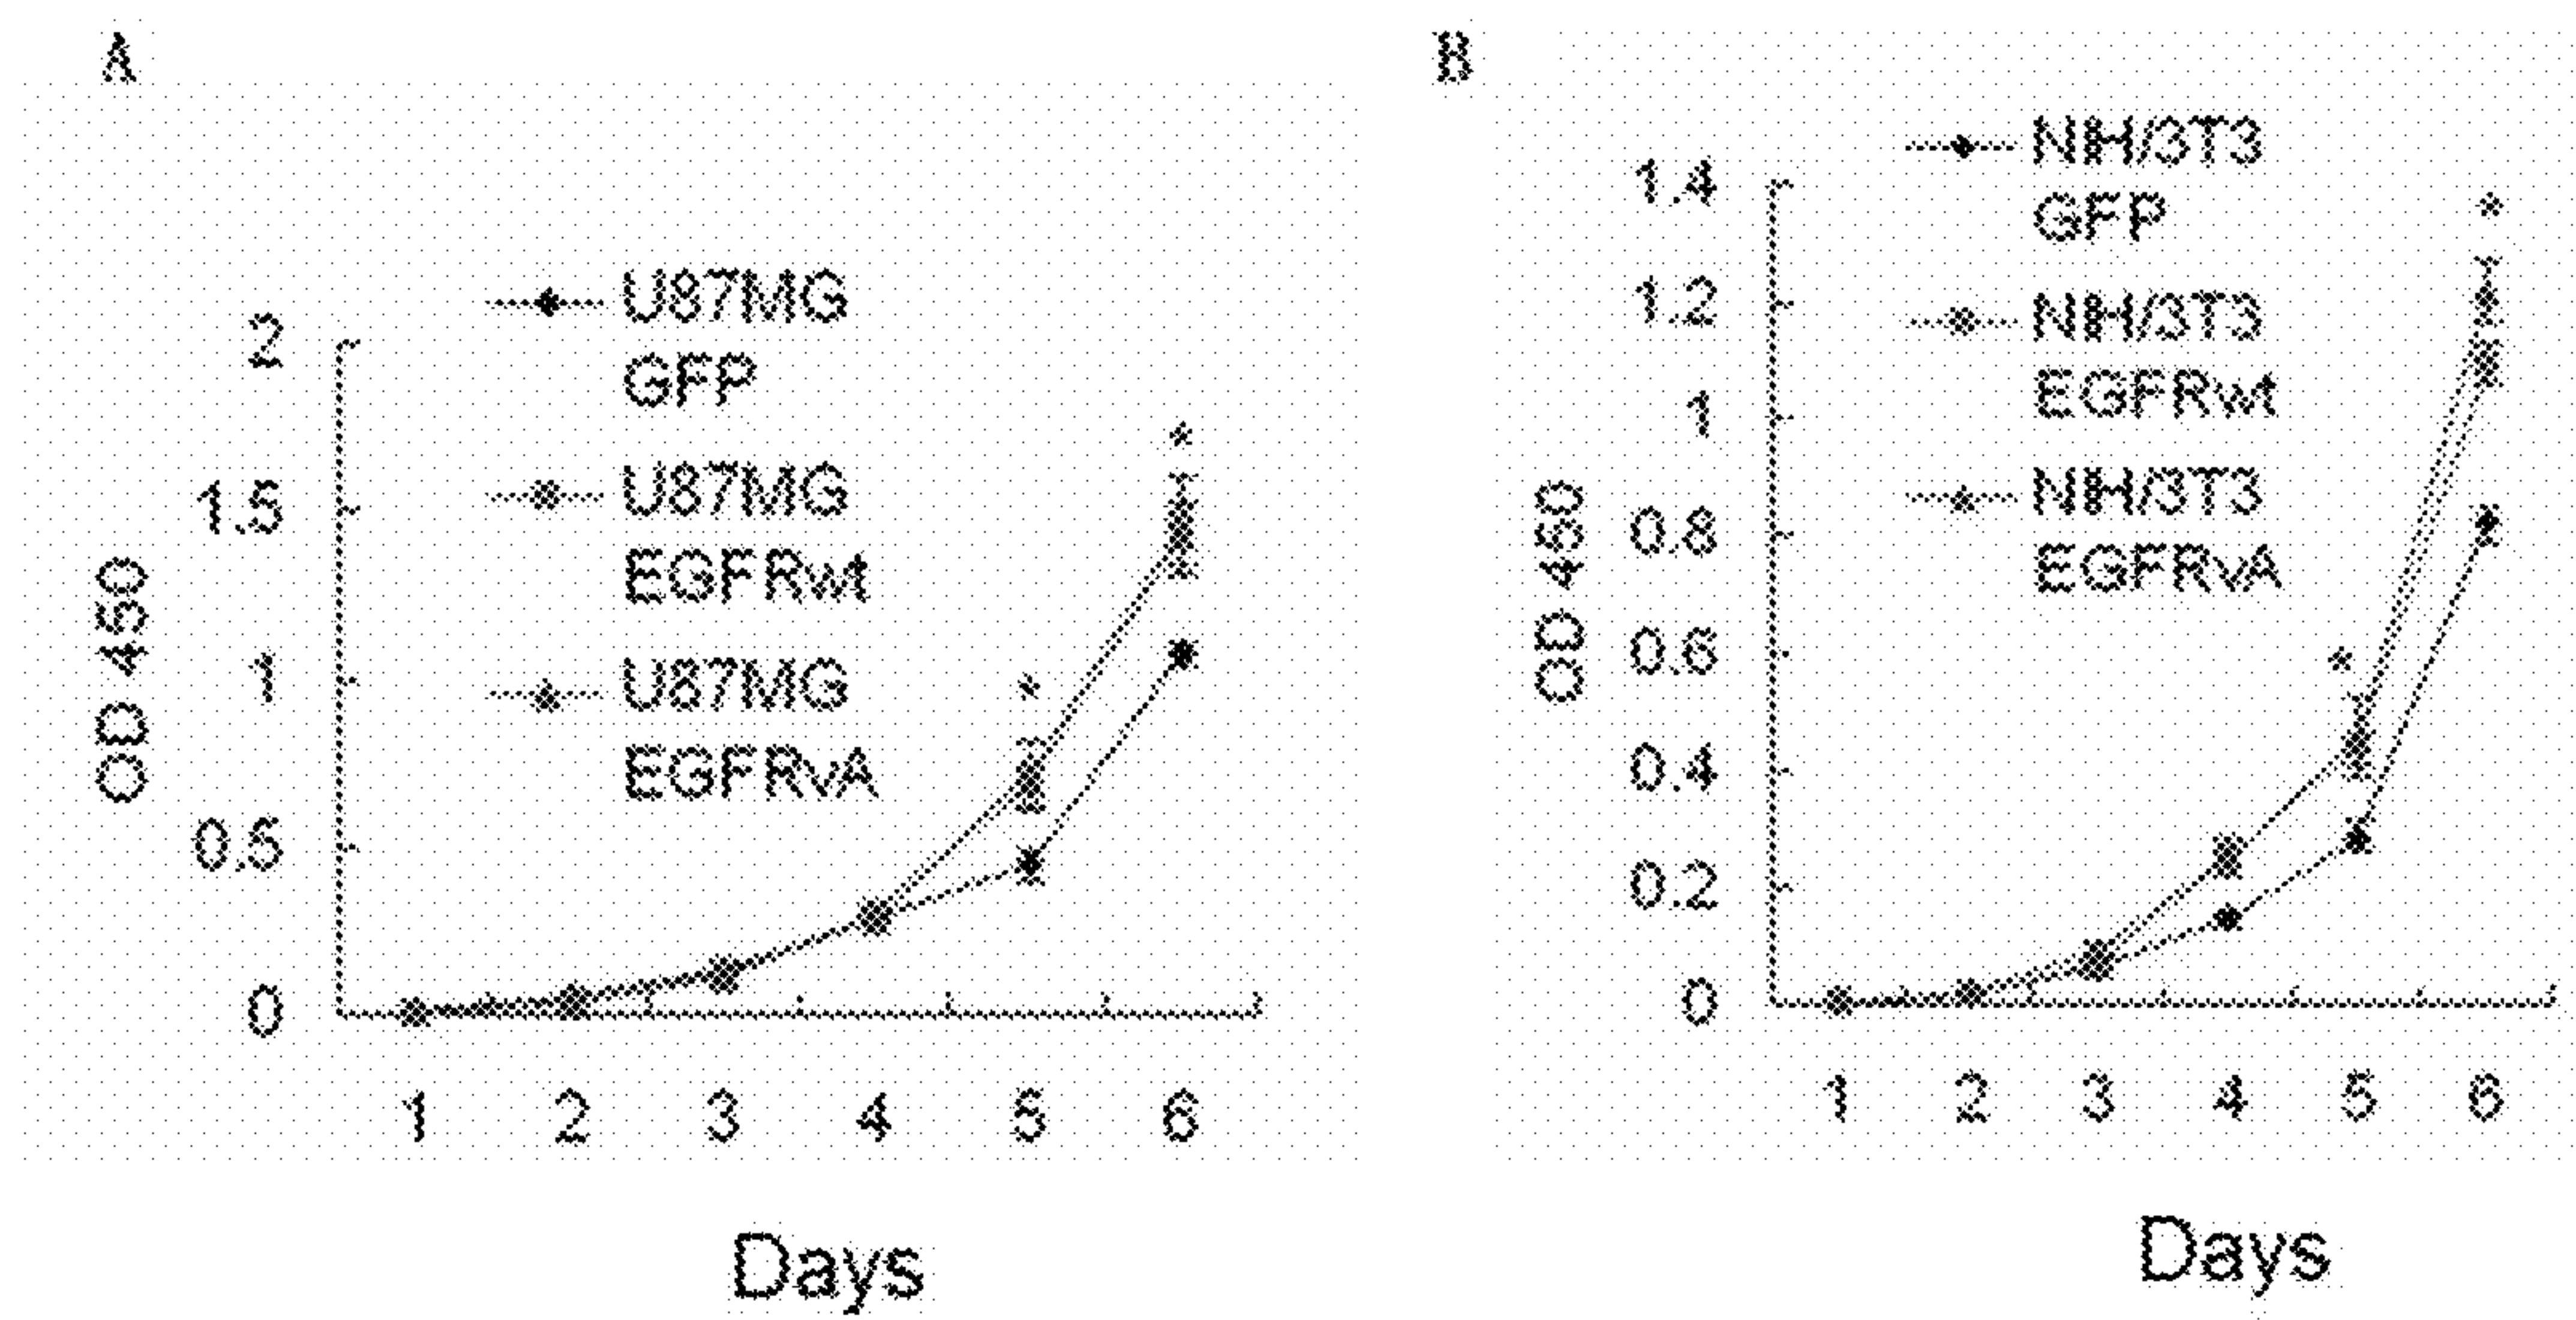 A
U87MG
GFP
U87MG
EGFRwt
U87MG
EGFRvA
OD 450
2
1.5
1
0.5
0
*
*
1 2 3 4 5 6
Days
B
NIH/3T3
GFP
NIH/3T3
EGFRwt
NIH/3T3
EGFRvA
OD 450
1.4
1.2
1
0.8
0.6
0.4
0.2
0
*
*
1 2 3 4 5 6
Days